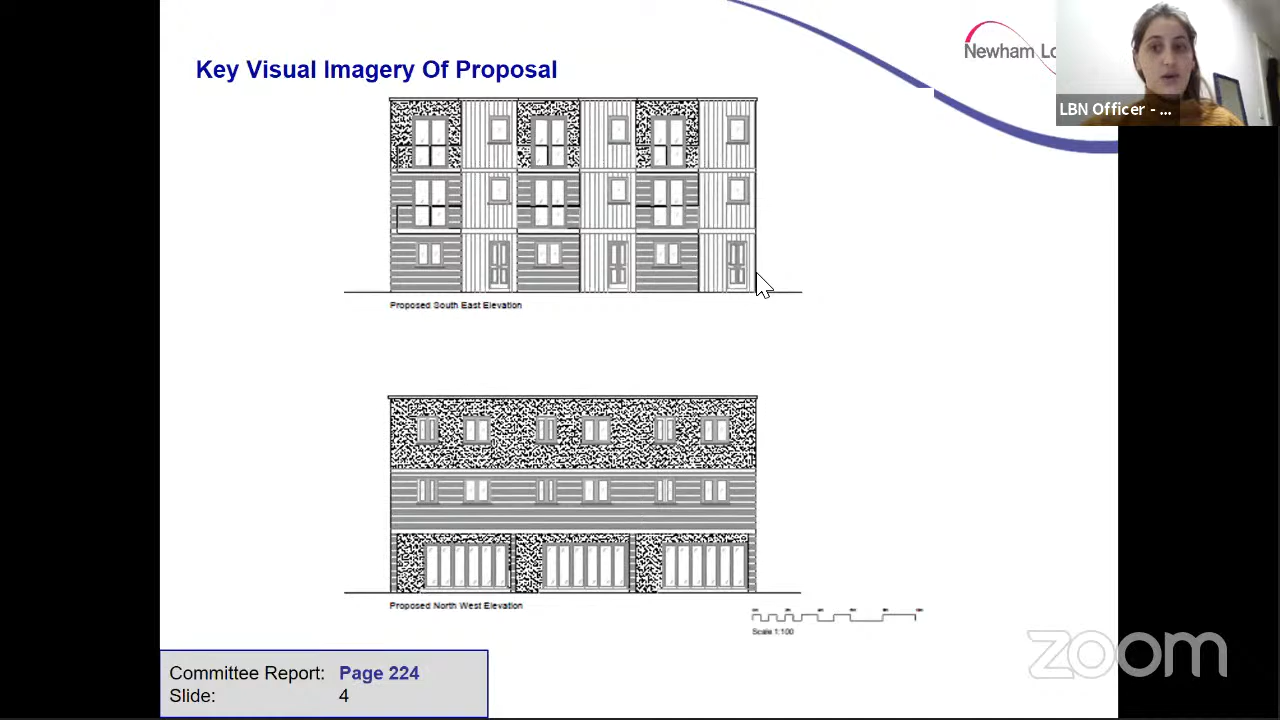 Key Visual Imagery Of Proposal
Newham Lo
LBN Officer - ...
Proposed South East Elevation
Proposed North West Elevation
Scale 1:100
zoom
Committee Report: Page 224
Slide: 4